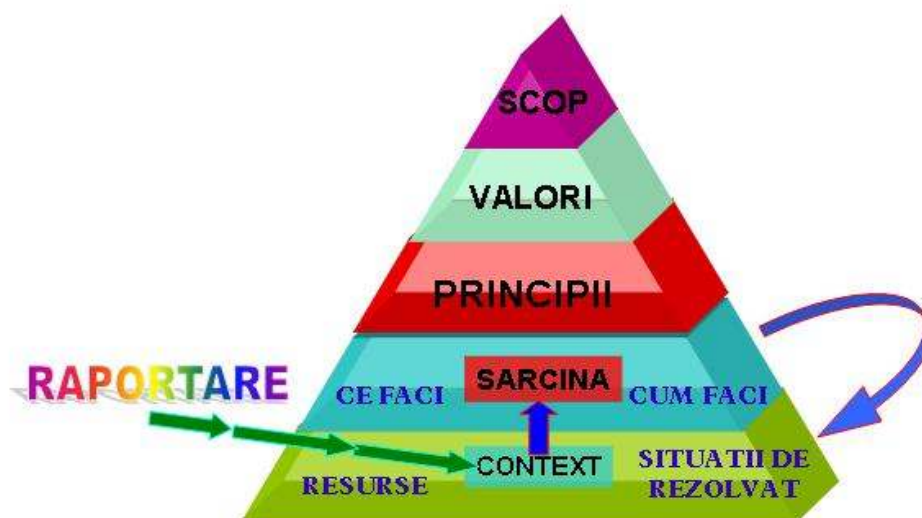 SCOP
VALORI
PRINCIPII
RAPORTARE
CE FACI
SARCINA
CUM FACI
RESURSE
CONTEXT
SITUATII DE
REZOLVAT